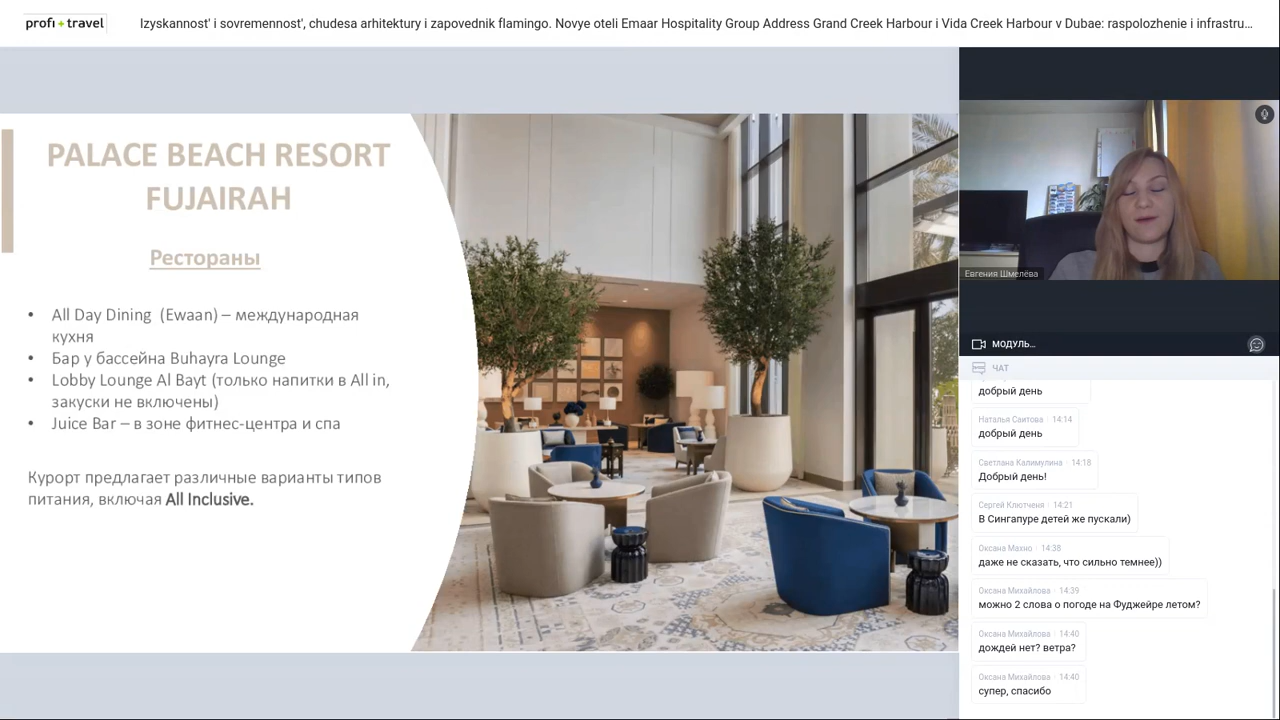 profi + travel
Izyskannost' i sovremennost', chudesa arhitektury i zapovednik flamingo. Novye oteli Emaar Hospitality Group Address Grand Creek Harbour i Vida Creek Harbour v Dubae: raspolozhenie i infrastru...
PALACE BEACH RESORT
FUJAIRAH
Рестораны
• All Day Dining (Ewaan) – международная
кухня
• Бар у бассейна Buhayra Lounge
• Lobby Lounge Al Bayt (только напитки в All in,
закуски не включены)
• Juice Bar – в зоне фитнес-центра и спа
Курорт предлагает различные варианты типов
питания, включая All Inclusive.
Евгения Шмелёва
МОДУЛЬ...
ЧАТ
добрый день
Наталья Саитова 14:14
добрый день
Светлана Калимулина 14:18
Добрый день!
Сергей Клютченя 14:21
В Сингапуре детей же пускали)
Оксана Махно 14:38
даже не сказать, что сильно темнее))
Оксана Михайлова 14:39
можно 2 слова о погоде на Фуджейре летом?
Оксана Михайлова 14:40
дождей нет? ветра?
Оксана Михайлова 14:40
супер, спасибо